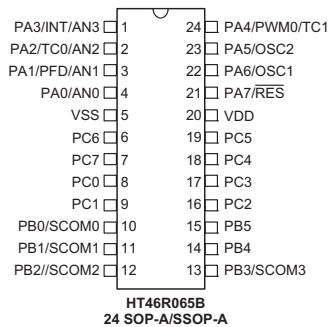 PA3/INT/AN3 1 24 PA4/PWM0/TC1
PA2/TC0/AN2 2 23 PA5/OSC2
PA1/PFD/AN1 3 22 PA6/OSC1
PA0/AN0 4 21 PA7/RES
VSS 5 20 VDD
PC6 6 19 PC5
PC7 7 18 PC4
PC0 8 17 PC3
PC1 9 16 PC2
PB0/SCOM0 10 15 PB5
PB1/SCOM1 11 14 PB4
PB2//SCOM2 12 13 PB3/SCOM3
HT46R065B
24 SOP-A/SSOP-A